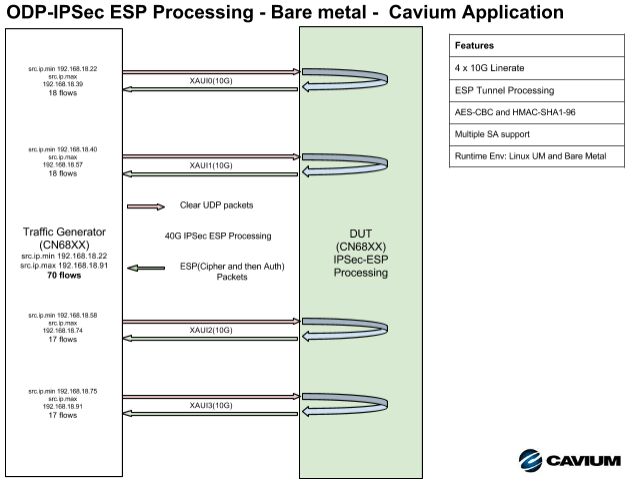 ODP-IPSec ESP Processing - Bare metal -  Cavium Application
src.ip.min 192.168.18.22
src.ip.max
192.168.18.39
18 flows
XAUI0(10G)
src.ip.min 192.168.18.40
src.ip.max
192.168.18.57
18 flows
XAUI1(10G)
Clear UDP packets
40G IPSec ESP Processing
ESP(Cipher and then Auth)
Packets
Traffic Generator
(CN68XX)
src.ip.min 192.168.18.22
src.ip.max 192.168.18.91
70 flows
DUT
(CN68XX)
IPSec-ESP
Processing
src.ip.min 192.168.18.58
src.ip.max
192.168.18.74
17 flows
XAUI2(10G)
src.ip.min 192.168.18.75
src.ip.max
192.168.18.91
17 flows
XAUI3(10G)
Features
4 x 10G Linerate
ESP Tunnel Processing
AES-CBC and HMAC-SHA1-96
Multiple SA support
Runtime Env: Linux UM and Bare Metal
CAVIUM